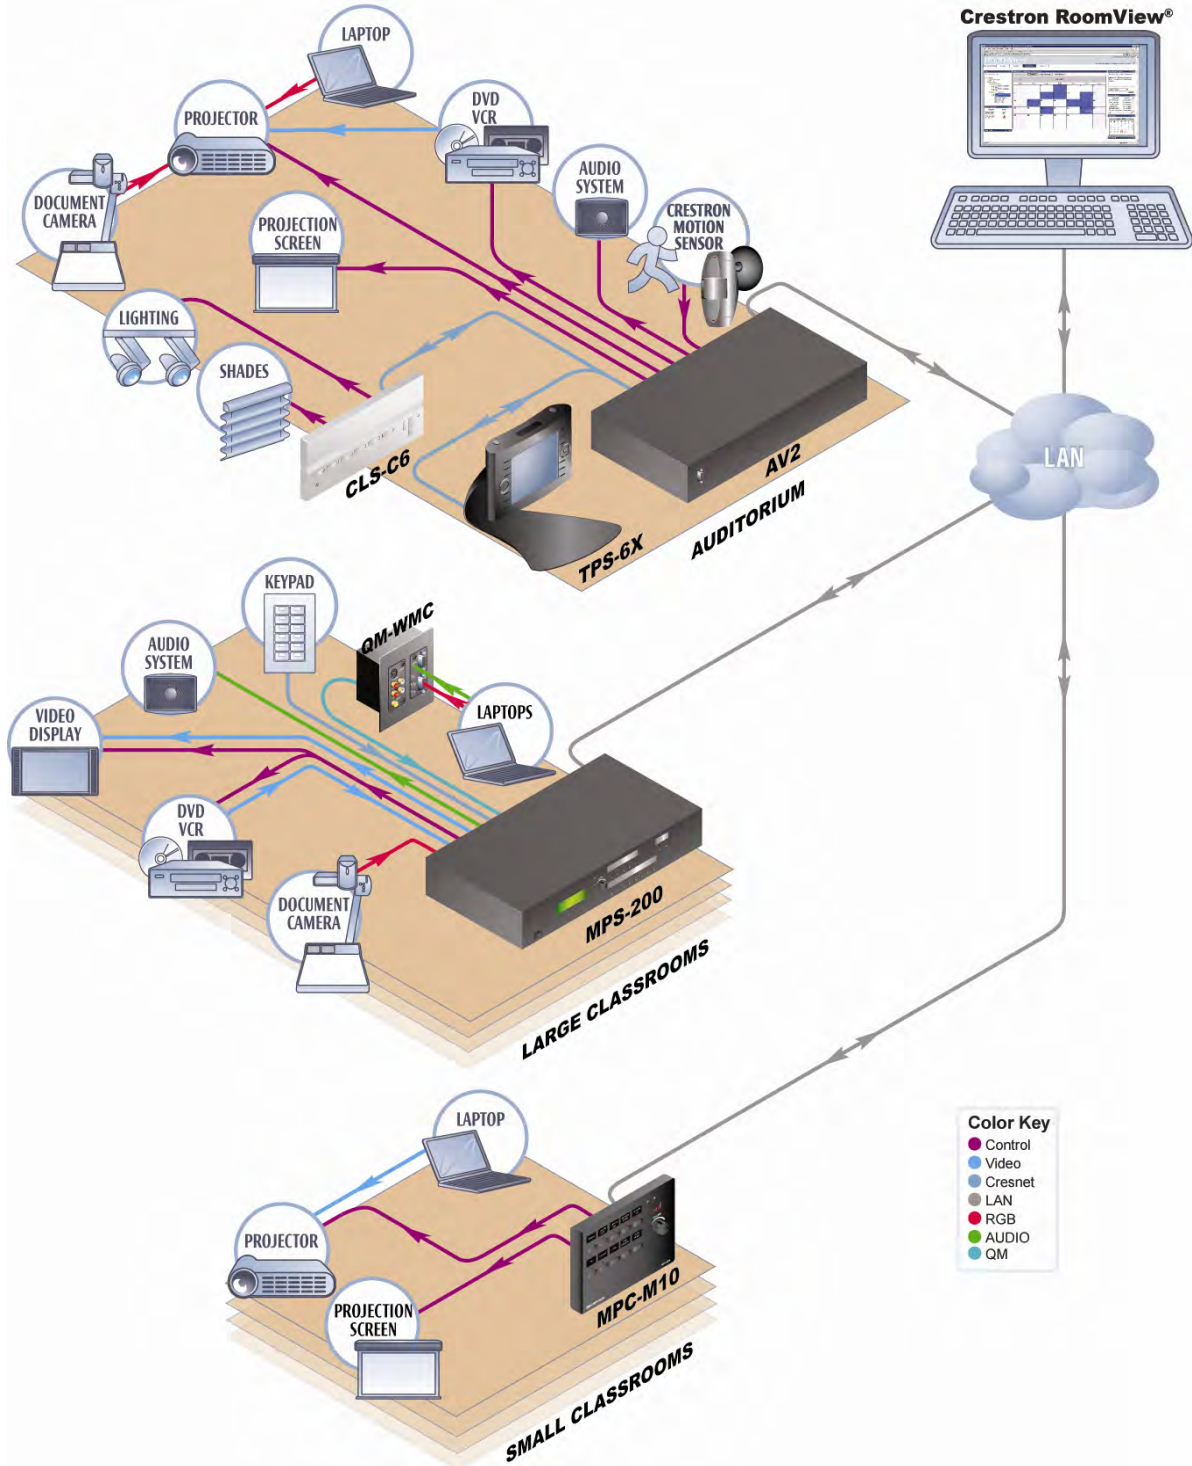 Crestron RoomView®
LAPTOP
PROJECTOR
DVD
VCR
AUDIO
SYSTEM
DOCUMENT
CAMERA
CRESTRON
MOTION
SENSOR
PROJECTION
SCREEN
LIGHTING
SHADES
CLS-C6
TPS-6X
AV2
AUDITORIUM
LAN
KEYPAD
QM-WMC
AUDIO
SYSTEM
LAPTOPS
VIDEO
DISPLAY
DVD
VCR
DOCUMENT
CAMERA
MPS-200
LARGE CLASSROOMS
LAPTOP
PROJECTOR
PROJECTION
SCREEN
MPC-M10
SMALL CLASSROOMS
Color Key
Control
Video
Cresnet
LAN
RGB
AUDIO
QM